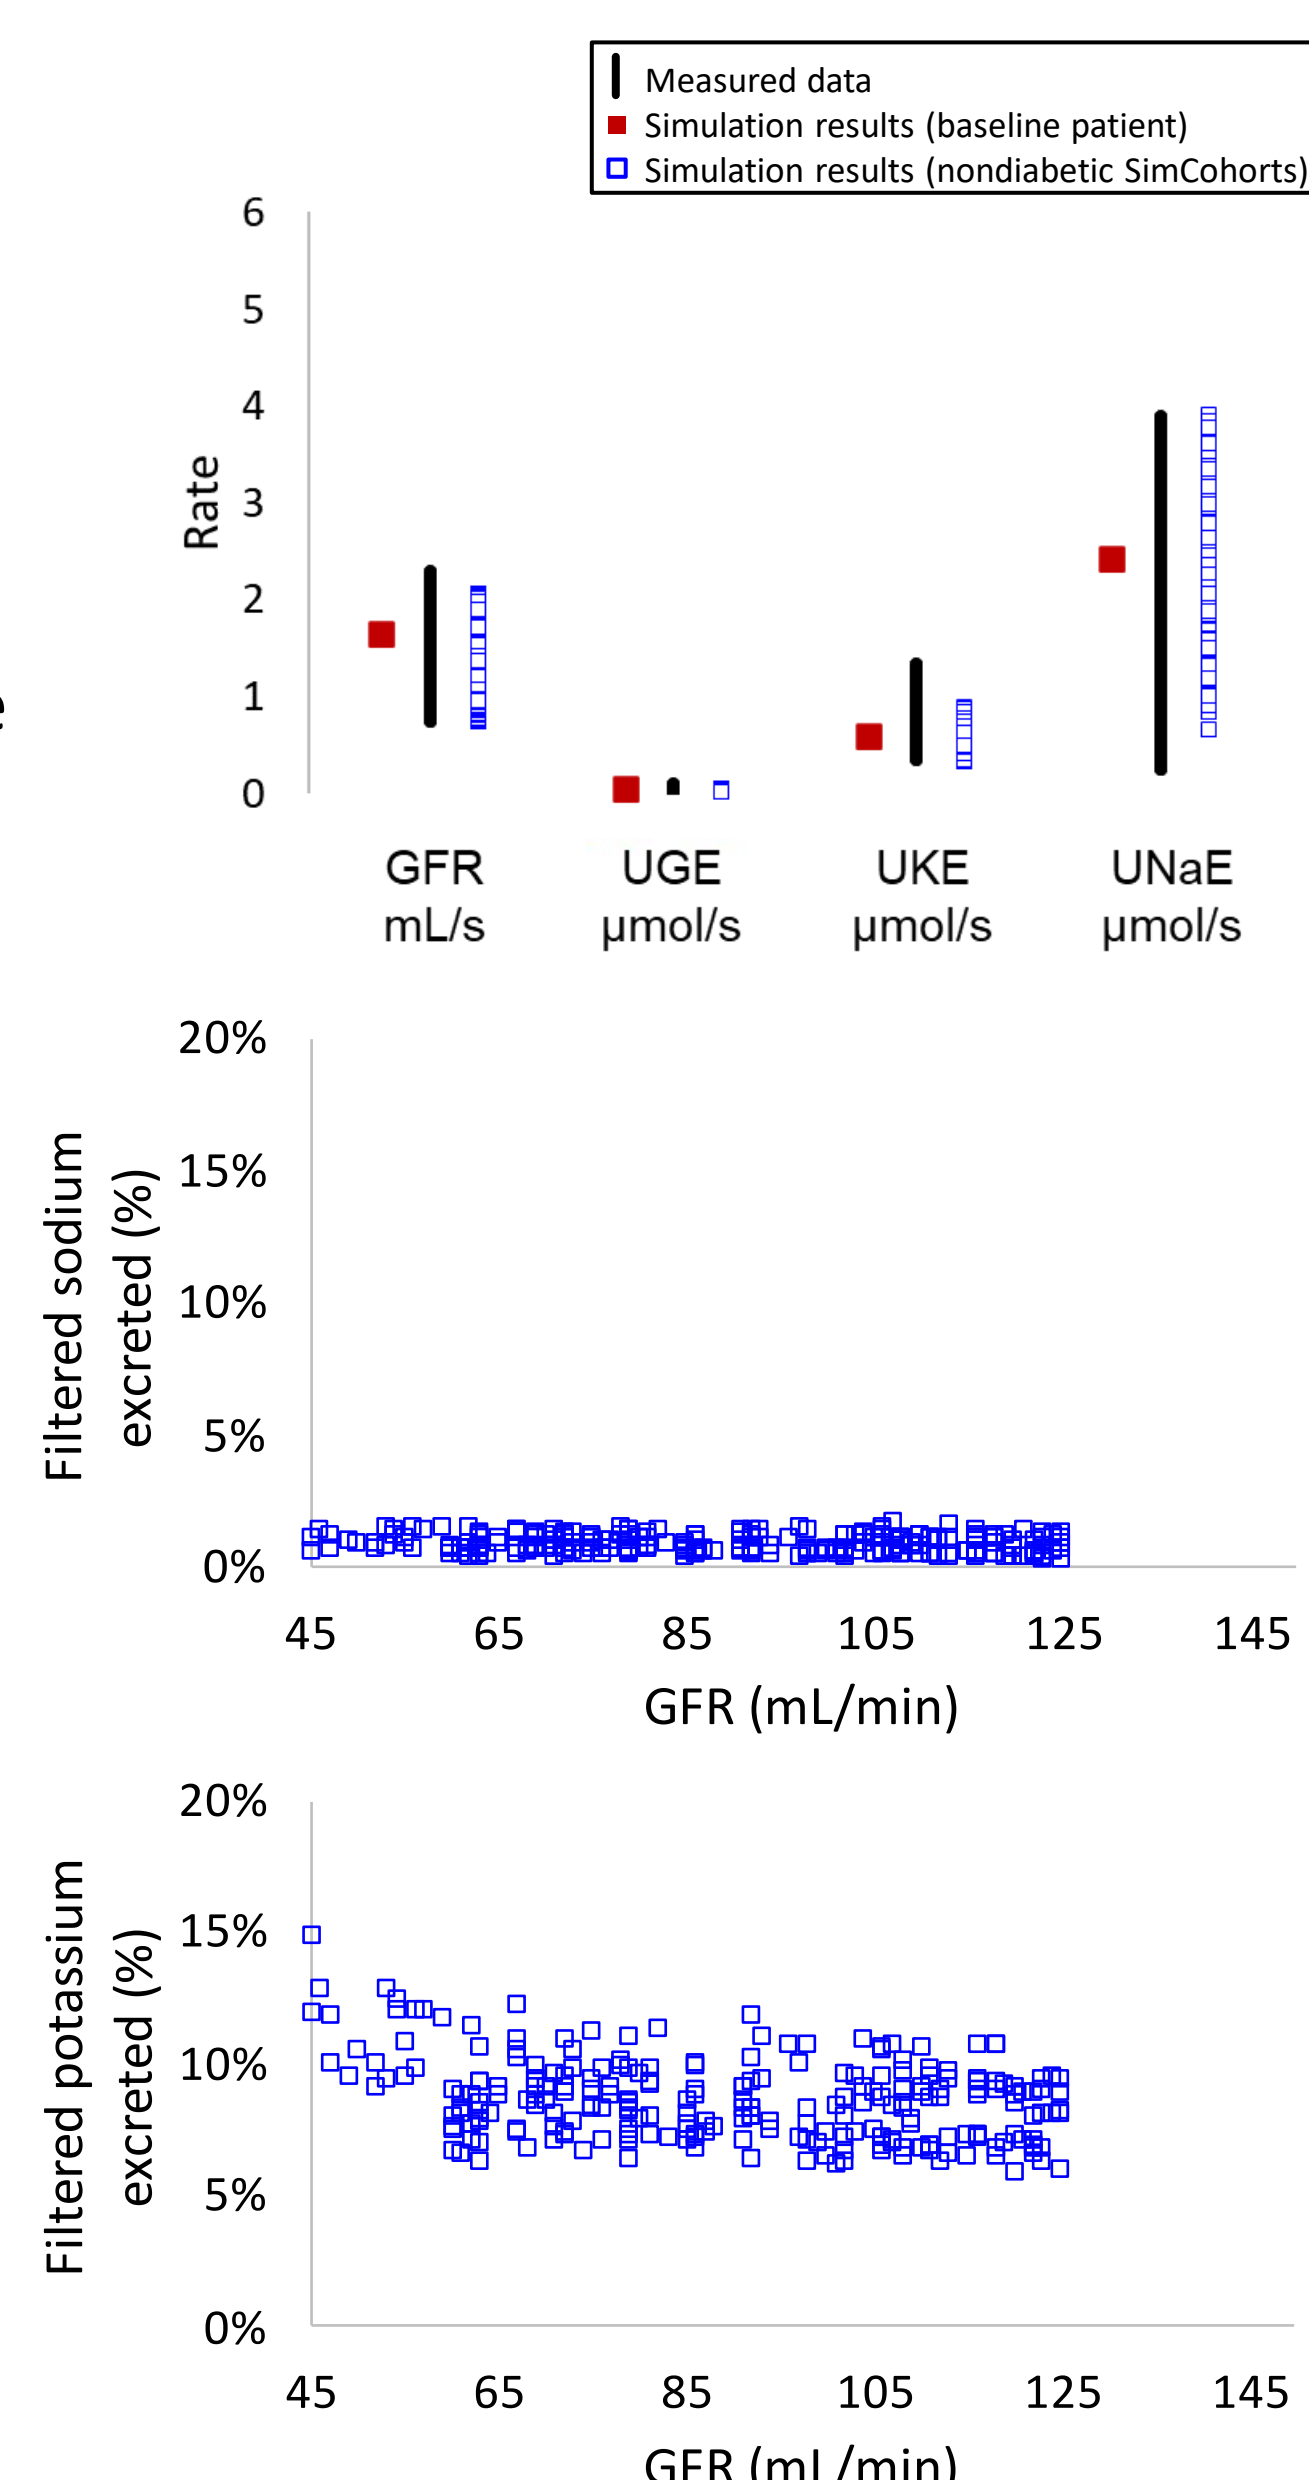 Measured data
Simulation results (baseline patient)
Simulation results (nondiabetic SimCohorts)
6
5
4
3
2
1
0
Rate
GFR
mL/s
UGE
µmol/s
UKE
µmol/s
UNaE
µmol/s
20%
15%
10%
5%
0%
Filtered sodium
excreted (%)
45 65 85 105 125 145
GFR (mL/min)
20%
15%
10%
5%
0%
Filtered potassium
excreted (%)
45 65 85 105 125 145
GFR (mL/min)